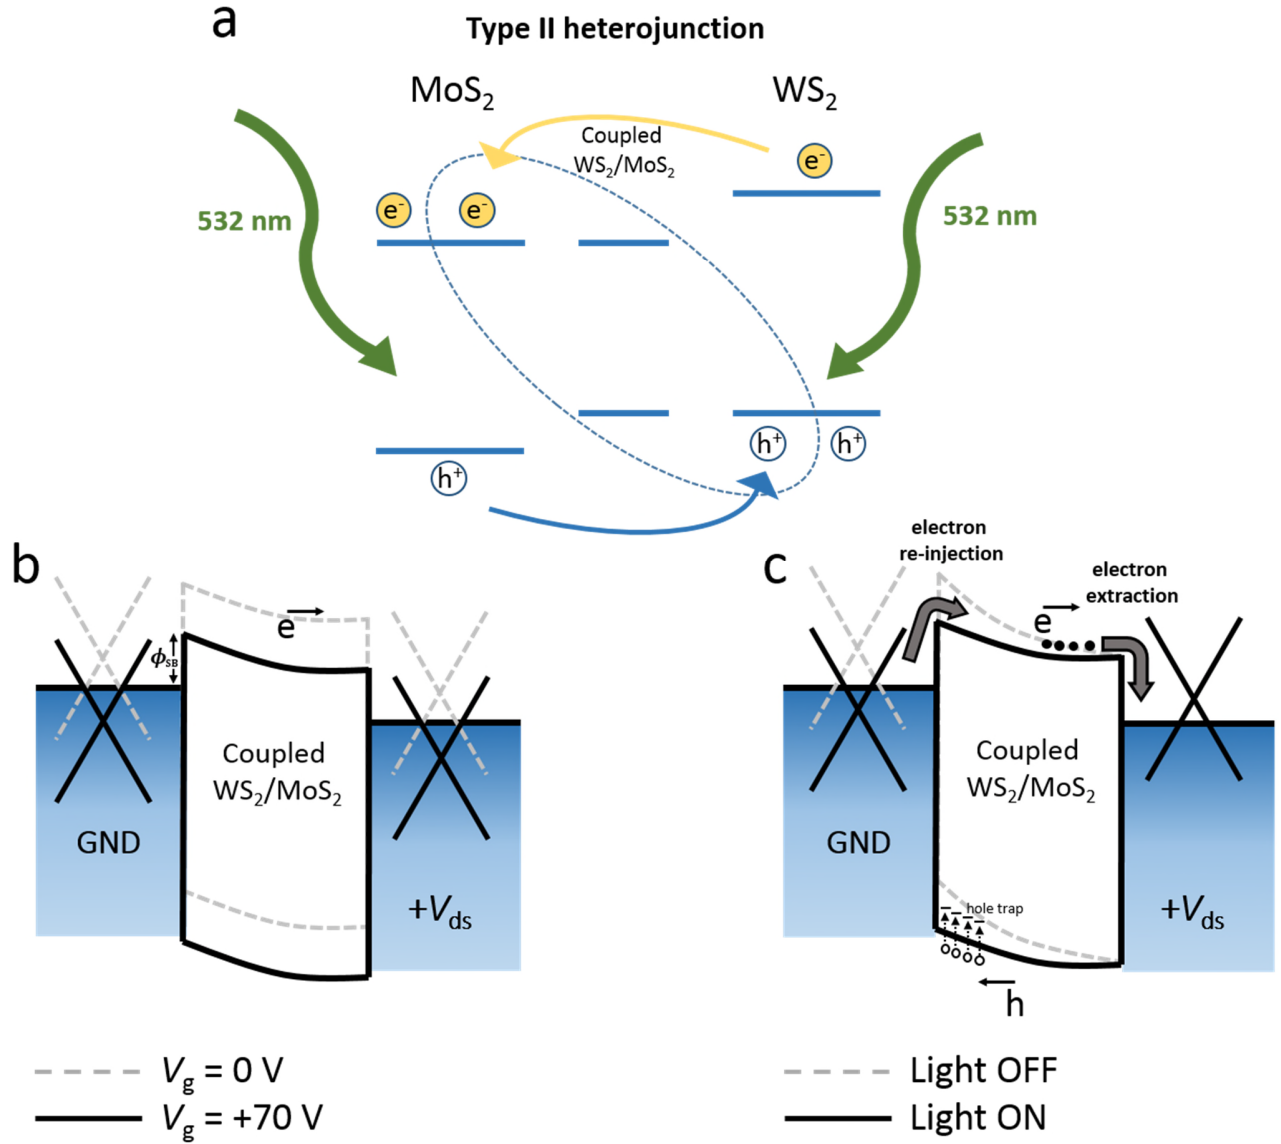 a
Type II heterojunction
MoS₂
WS₂
Coupled
WS₂/MoS₂
e⁻
e⁻
e⁻
532 nm
532 nm
h⁺
h⁺
h⁺
b
e
ϕSB
Coupled
WS₂/MoS₂
GND
+Vds
Vg = 0 V
Vg = +70 V
c
electron
re-injection
electron
extraction
e
Coupled
WS₂/MoS₂
GND
hole trap
+Vds
h
Light OFF
Light ON